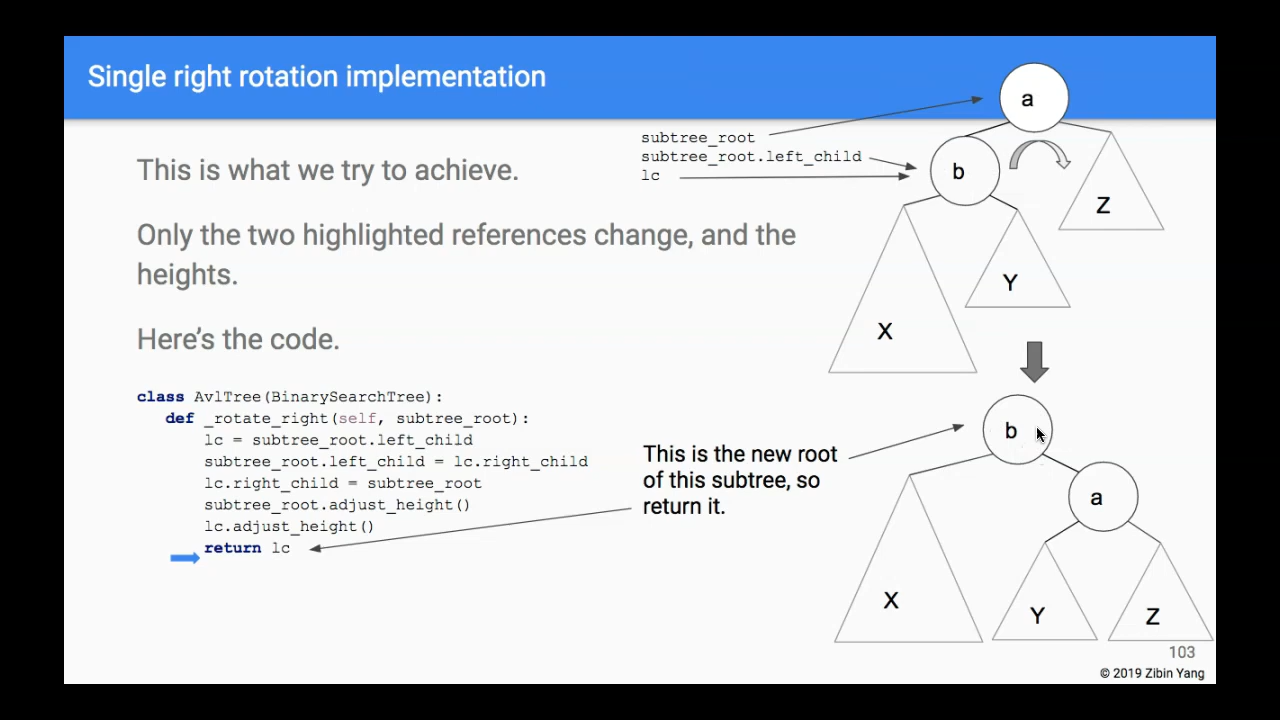 Single right rotation implementation
a
subtree_root
subtree_root.left_child
lc
b
Z
This is what we try to achieve.
Only the two highlighted references change, and the
heights.
Y
X
Here's the code.
class AvlTree(BinarySearchTree):
def _rotate_right(self, subtree_root):
lc = subtree_root.left_child
subtree_root.left_child = lc.right_child
lc.right_child = subtree_root
subtree_root.adjust_height()
lc.adjust_height()
return lc
This is the new root
of this subtree, so
return it.
b
a
X
Y
Z
103
© 2019 Zibin Yang